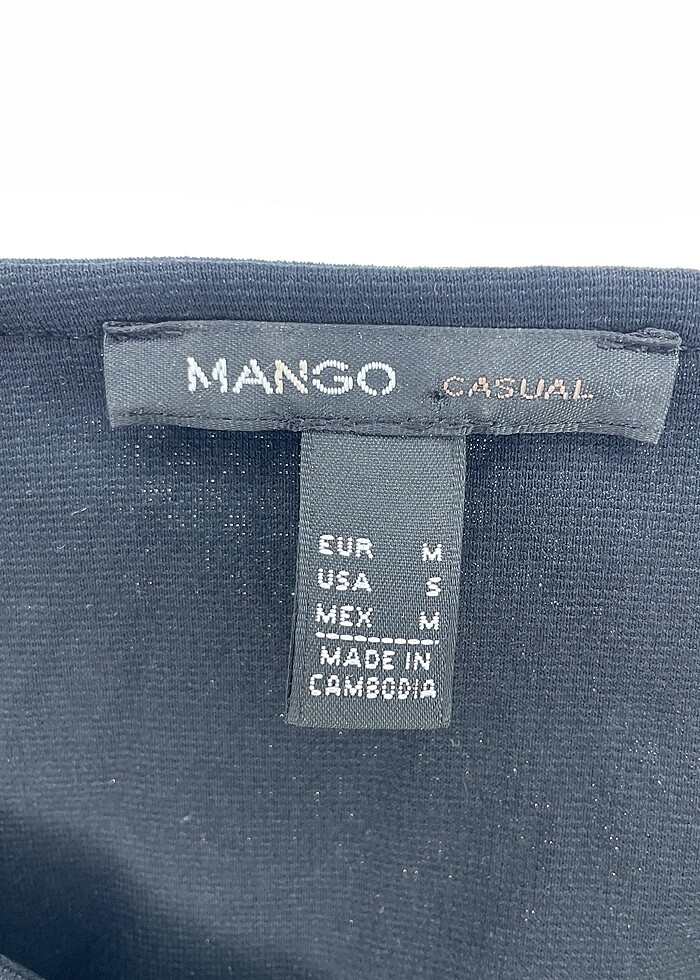 MANGO CASUAL
EUR M
USA S
MEX M
MADE IN
CAMBODIA